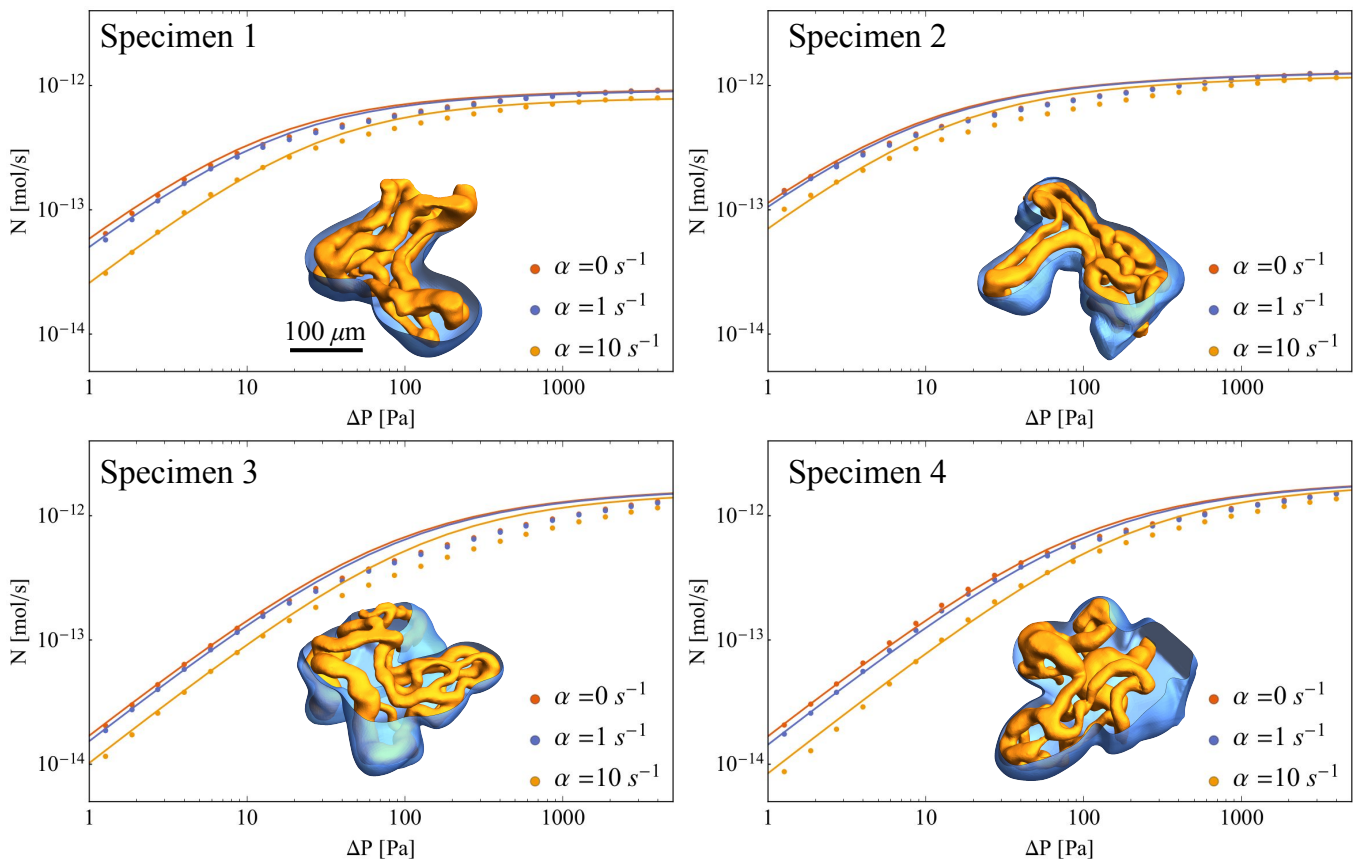 Specimen 1
10⁻¹²
10⁻¹³
10⁻¹⁴
N [mol/s]
α =0 s⁻¹
α =1 s⁻¹
α =10 s⁻¹
100 μm
1 10 100 1000
ΔP [Pa]
Specimen 2
10⁻¹²
10⁻¹³
10⁻¹⁴
N [mol/s]
α =0 s⁻¹
α =1 s⁻¹
α =10 s⁻¹
1 10 100 1000
ΔP [Pa]
Specimen 3
10⁻¹²
10⁻¹³
10⁻¹⁴
N [mol/s]
α =0 s⁻¹
α =1 s⁻¹
α =10 s⁻¹
1 10 100 1000
ΔP [Pa]
Specimen 4
10⁻¹²
10⁻¹³
10⁻¹⁴
N [mol/s]
α =0 s⁻¹
α =1 s⁻¹
α =10 s⁻¹
1 10 100 1000
ΔP [Pa]